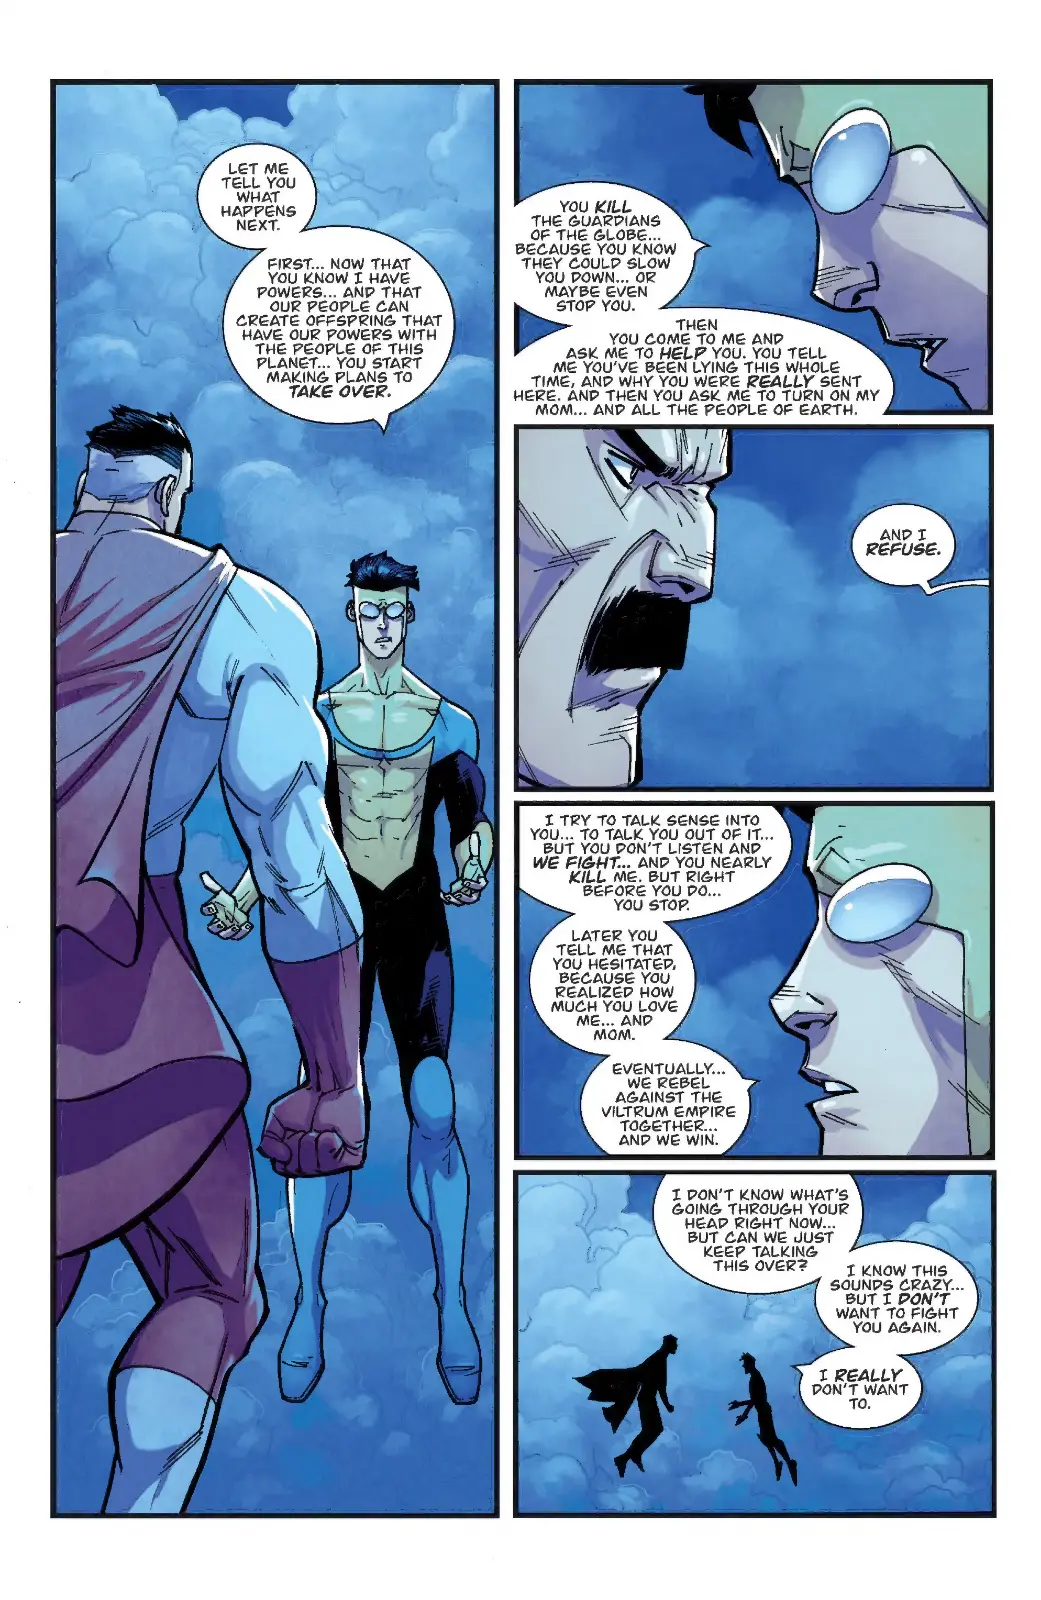 LET ME
TELL YOU
WHAT
HAPPENS
NEXT.
FIRST... NOW THAT
YOU KNOW I HAVE
POWERS... AND THAT
OUR PEOPLE CAN
CREATE OFFSPRING THAT
HAVE OUR POWERS WITH
THE PEOPLE OF THIS
PLANET... YOU START
MAKING PLANS TO
TAKE OVER.
YOU KILL
THE GUARDIANS
OF THE GLOBE...
BECAUSE YOU KNOW
THEY COULD SLOW
YOU DOWN... OR
MAYBE EVEN
STOP YOU.
THEN
YOU COME TO ME AND
ASK ME TO HELP YOU. YOU TELL
ME YOU'VE BEEN LYING THIS WHOLE
TIME, AND WHY YOU WERE REALLY SENT
HERE. AND THEN YOU ASK ME TO TURN ON MY
MOM... AND ALL THE PEOPLE OF EARTH.
AND I
REFUSE.
I TRY TO TALK SENSE INTO
YOU... TO TALK YOU OUT OF IT...
BUT YOU DON'T LISTEN AND
WE FIGHT... AND YOU NEARLY
KILL ME. BUT RIGHT
BEFORE YOU DO...
YOU STOP.
LATER YOU
TELL ME THAT
YOU HESITATED,
BECAUSE YOU
REALIZED HOW
MUCH YOU LOVE
ME... AND
MOM.
EVENTUALLY...
WE REBEL
AGAINST THE
VILTRUM EMPIRE
TOGETHER...
AND WE WIN.
I DON'T KNOW WHAT'S
GOING THROUGH YOUR
HEAD RIGHT NOW...
BUT CAN WE JUST
KEEP TALKING
THIS OVER?
I KNOW THIS
SOUNDS CRAZY...
BUT I DON'T
WANT TO FIGHT
YOU AGAIN.
I REALLY
DON'T WANT
TO.